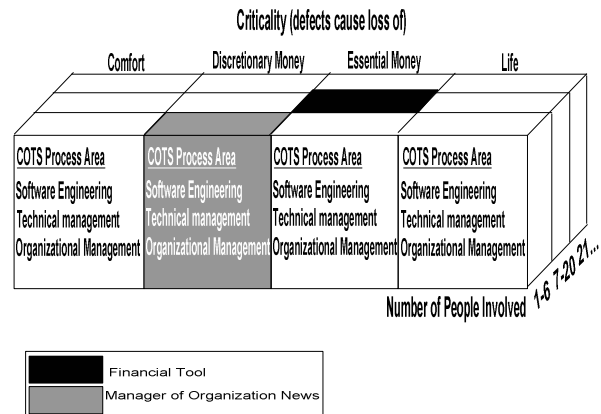 Criticality (defects cause loss of)
Comfort Discretionary Money Essential Money Life
COTS Process Area COTS Process Area COTS Process Area COTS Process Area
Software Engineering Software Engineering Software Engineering Software Engineering
Technical management Technical management Technical management Technical management
Organizational Management Organizational Management Organizational Management Organizational Management
Number of People Involved 1-6 7-20 21...
Financial Tool
Manager of Organization News